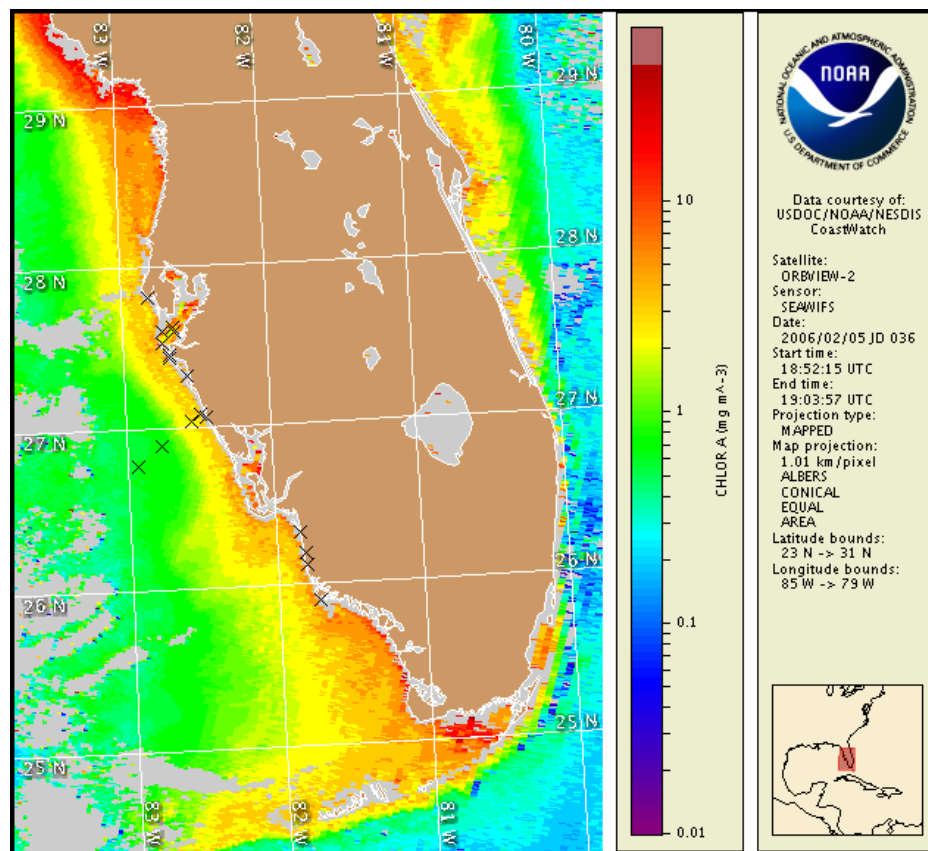 83 W
82 W
81 W
80 W
29 N
29 N
28 N
28 N
27 N
27 N
26 N
26 N
25 N
25 N
83 W
82 W
81 W
10
1
0.1
0.01
CHLOR A (mg m^-3)
NATIONAL OCEANIC AND ATMOSPHERIC ADMINISTRATION
NOAA
U.S. DEPARTMENT OF COMMERCE
Data courtesy of:
USDOC/NOAA/NESDIS
CoastWatch
Satellite:
ORBVIEW-2
Sensor:
SEAWIFS
Date:
2006/02/05 JD 036
Start time:
18:52:15 UTC
End time:
19:03:57 UTC
Projection type:
MAPPED
Map projection:
1.01 km/pixel
ALBERS
CONICAL
EQUAL
AREA
Latitude bounds:
23 N -> 31 N
Longitude bounds:
85 W -> 79 W